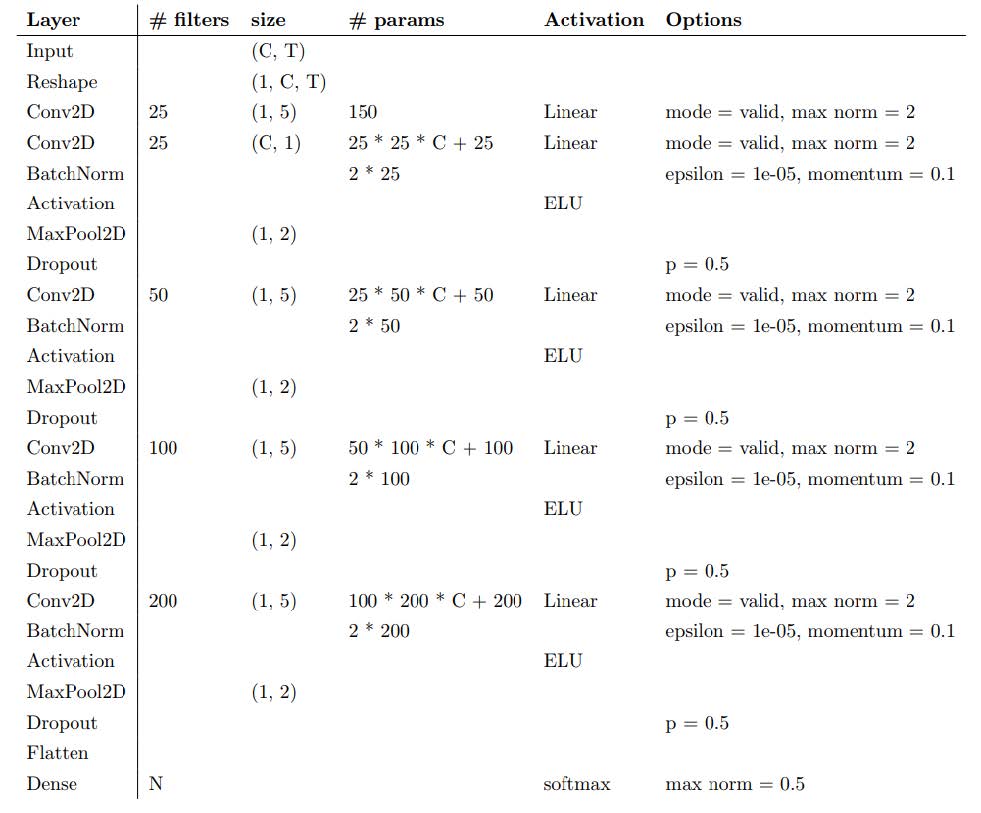 Layer # filters size # params Activation Options
Input (C, T)
Reshape (1, C, T)
Conv2D 25 (1, 5) 150 Linear mode = valid, max norm = 2
Conv2D 25 (C, 1) 25 * 25 * C + 25 Linear mode = valid, max norm = 2
BatchNorm 2 * 25 epsilon = 1e-05, momentum = 0.1
Activation ELU
MaxPool2D (1, 2)
Dropout p = 0.5
Conv2D 50 (1, 5) 25 * 50 * C + 50 Linear mode = valid, max norm = 2
BatchNorm 2 * 50 epsilon = 1e-05, momentum = 0.1
Activation ELU
MaxPool2D (1, 2)
Dropout p = 0.5
Conv2D 100 (1, 5) 50 * 100 * C + 100 Linear mode = valid, max norm = 2
BatchNorm 2 * 100 epsilon = 1e-05, momentum = 0.1
Activation ELU
MaxPool2D (1, 2)
Dropout p = 0.5
Conv2D 200 (1, 5) 100 * 200 * C + 200 Linear mode = valid, max norm = 2
BatchNorm 2 * 200 epsilon = 1e-05, momentum = 0.1
Activation ELU
MaxPool2D (1, 2)
Dropout p = 0.5
Flatten
Dense N softmax max norm = 0.5